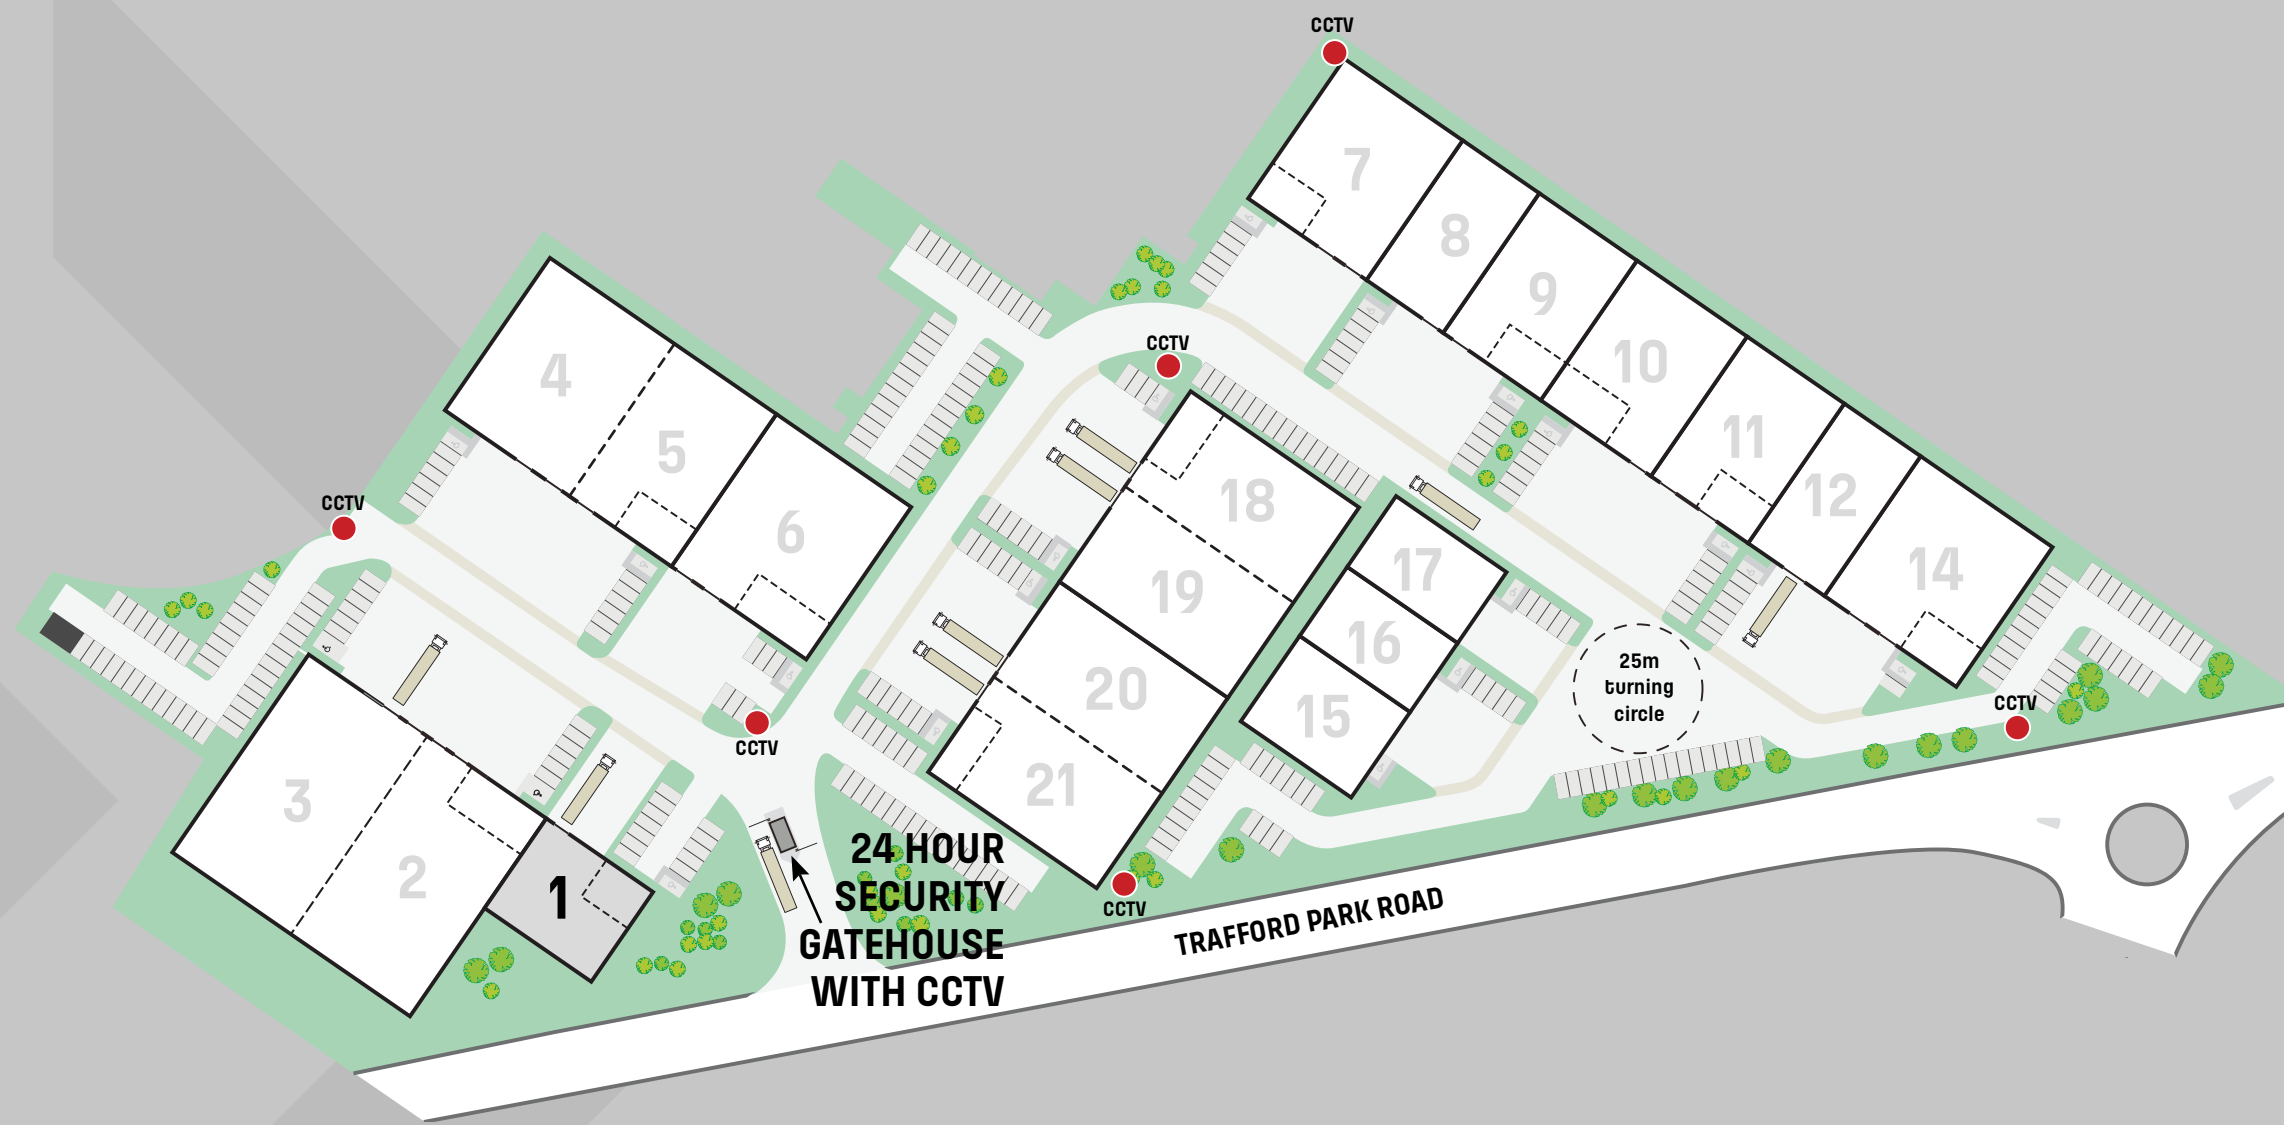 CCTV
7
8
9
10
11
12
14
CCTV
4
5
6
18
19
20
21
17
16
15
CCTV
CCTV
25m
turning
circle
CCTV
3
2
1
24 HOUR
SECURITY
GATEHOUSE
WITH CCTV
CCTV
TRAFFORD PARK ROAD